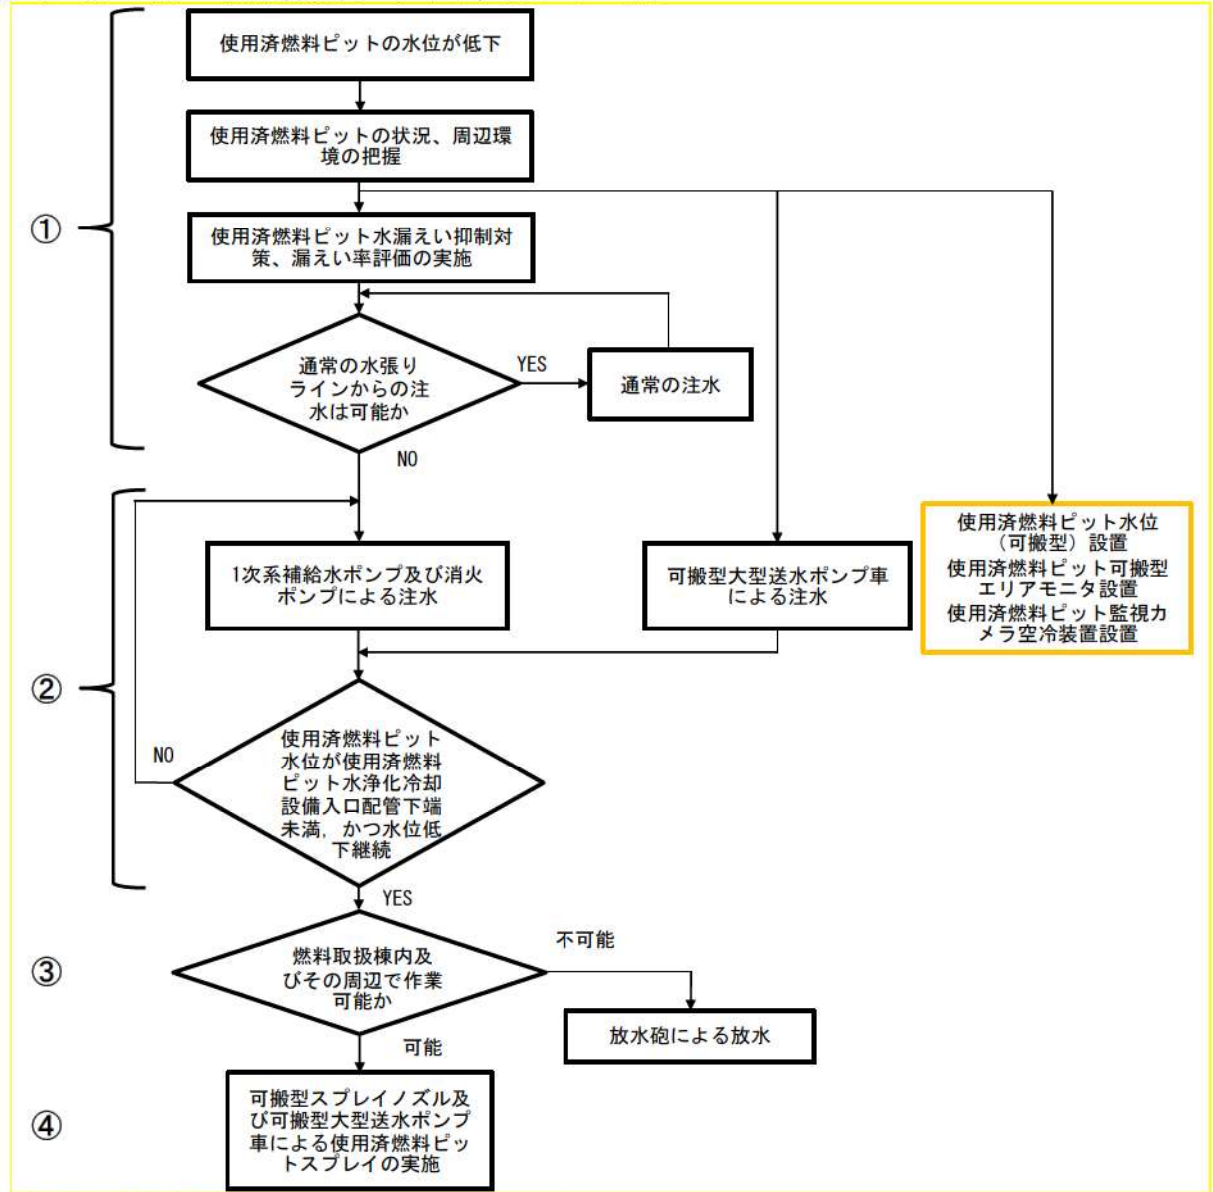 使用済燃料ピットの水位が低下
使用済燃料ピットの状況、周辺環
境の把握
①
使用済燃料ピット水漏えい抑制対
策、漏えい率評価の実施
通常の水張り
ラインからの注
水は可能か
YES
通常の注水
NO
使用済燃料ピット水位
（可搬型）設置
使用済燃料ピット可搬型
エリアモニタ設置
使用済燃料ピット監視カ
メラ空冷装置設置
1次系補給水ポンプ及び消火
ポンプによる注水
可搬型大型送水ポンプ車
による注水
②
NO
使用済燃料ピット
水位が使用済燃料
ピット水浄化冷却
設備入口配管下端
未満，かつ水位低
下継続
YES
③
燃料取扱棟内及
びその周辺で作業
可能か
不可能
放水砲による放水
可能
④
可搬型スプレイノズル及
び可搬型大型送水ポンプ
車による使用済燃料ピッ
トスプレイの実施